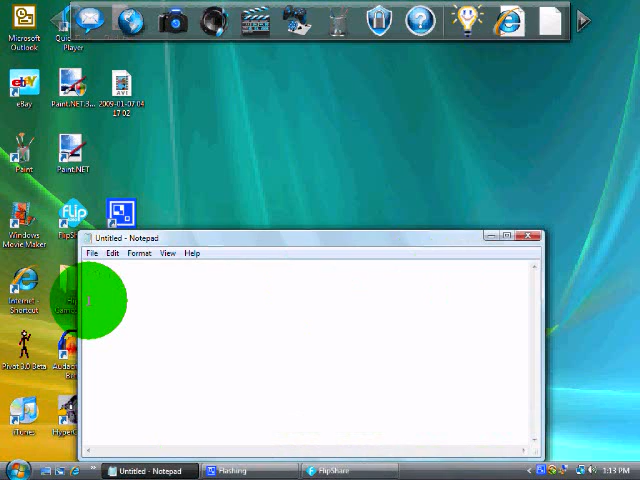 Microsoft
Outlook
Player
eBay
Paint.NET.3...
2009-01-07 04
17 02
AVI
Paint
Paint.NET
Windows
Movie Maker
flip
Internet -
Shortcut
Pivot 3.0 Beta
iTunes
Untitled - Notepad
File Edit Format View Help
Untitled - Notepad
Flashing
FlipShare
1:13 PM